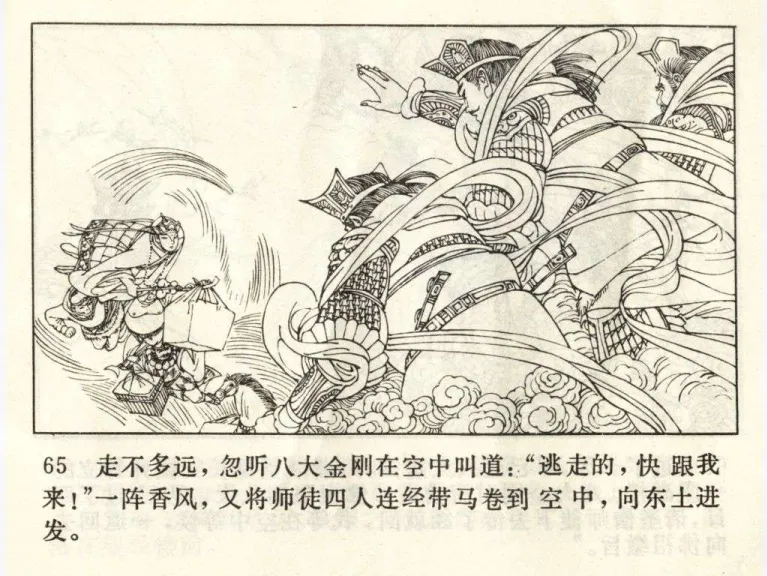 65 走不多远，忽听八大金刚在空中叫道：“逃走的，快跟我
来！”一阵香风，又将师徒四人连经带马卷到空中，向东土进
发。